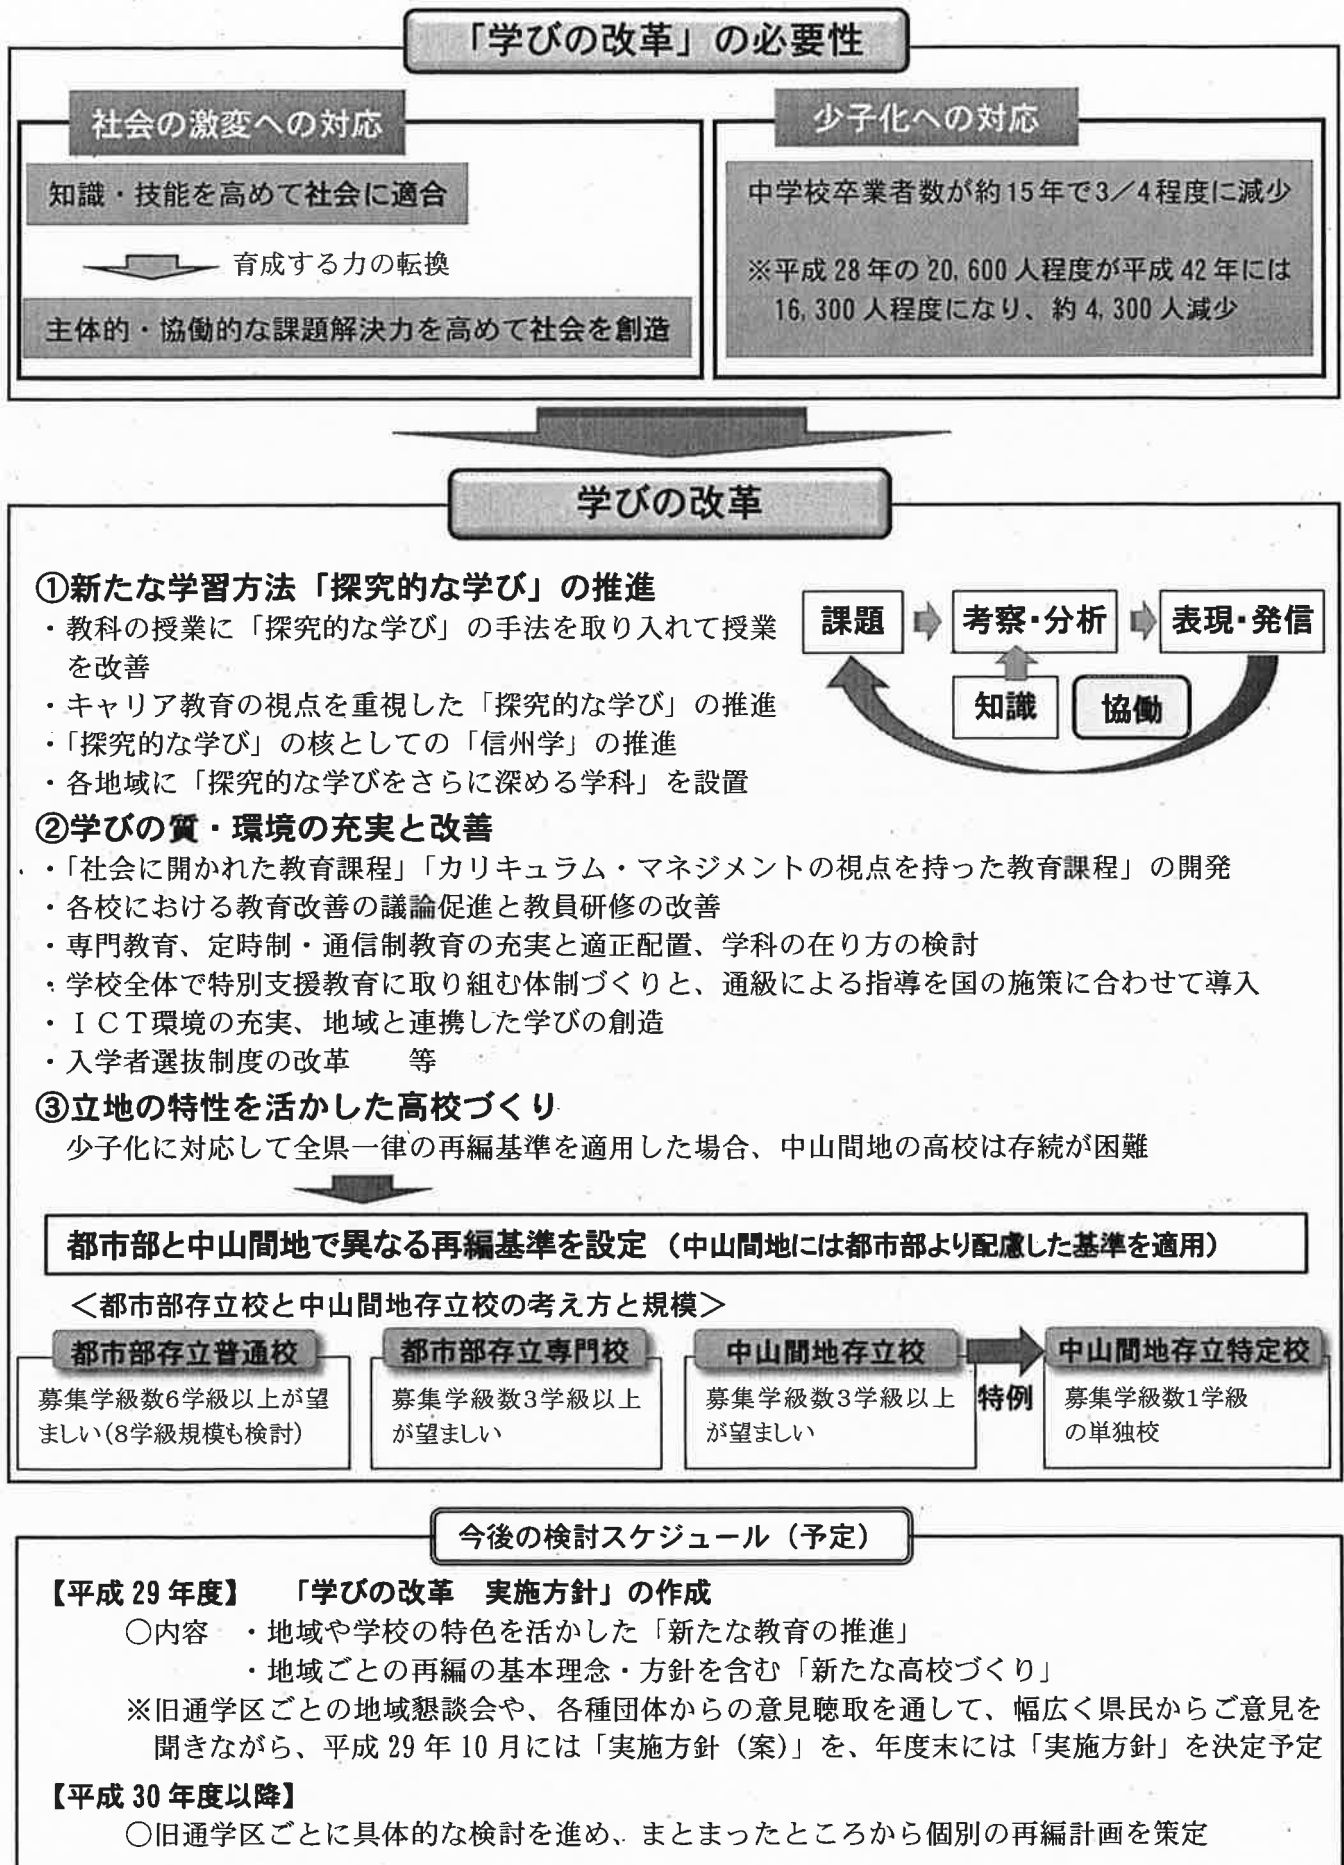 「学びの改革」の必要性
社会の激変への対応
知識・技能を高めて社会に適合
育成する力の転換
主体的・協働的な課題解決力を高めて社会を創造
少子化への対応
中学校卒業者数が約15年で3/4程度に減少
※平成28年の20,600人程度が平成42年には
16,300人程度になり、約4,300人減少
学びの改革
①新たな学習方法「探究的な学び」の推進
・教科の授業に「探究的な学び」の手法を取り入れて授業
を改善
・キャリア教育の視点を重視した「探究的な学び」の推進
・「探究的な学び」の核としての「信州学」の推進
・各地域に「探究的な学びをさらに深める学科」を設置
課題
考察・分析
表現・発信
知識
協働
②学びの質・環境の充実と改善
・「社会に開かれた教育課程」「カリキュラム・マネジメントの視点を持った教育課程」の開発
・各校における教育改善の議論促進と教員研修の改善
・専門教育、定時制・通信制教育の充実と適正配置、学科の在り方の検討
・学校全体で特別支援教育に取り組む体制づくりと、通級による指導を国の施策に合わせて導入
・ICT環境の充実、地域と連携した学びの創造
・入学者選抜制度の改革　等
③立地の特性を活かした高校づくり
少子化に対応して全県一律の再編基準を適用した場合、中山間地の高校は存続が困難
都市部と中山間地で異なる再編基準を設定（中山間地には都市部より配慮した基準を適用）
＜都市部存立校と中山間地存立校の考え方と規模＞
都市部存立普通校
募集学級数6学級以上が望
ましい(8学級規模も検討)
都市部存立専門校
募集学級数3学級以上
が望ましい
中山間地存立校
募集学級数3学級以上
が望ましい
特例
中山間地存立特定校
募集学級数1学級
の単独校
今後の検討スケジュール（予定）
【平成29年度】　「学びの改革　実施方針」の作成
○内容　・地域や学校の特色を活かした「新たな教育の推進」
・地域ごとの再編の基本理念・方針を含む「新たな高校づくり」
※旧通学区ごとの地域懇談会や、各種団体からの意見聴取を通して、幅広く県民からご意見を
聞きながら、平成29年10月には「実施方針（案）」を、年度末には「実施方針」を決定予定
【平成30年度以降】
○旧通学区ごとに具体的な検討を進め、まとまったところから個別の再編計画を策定